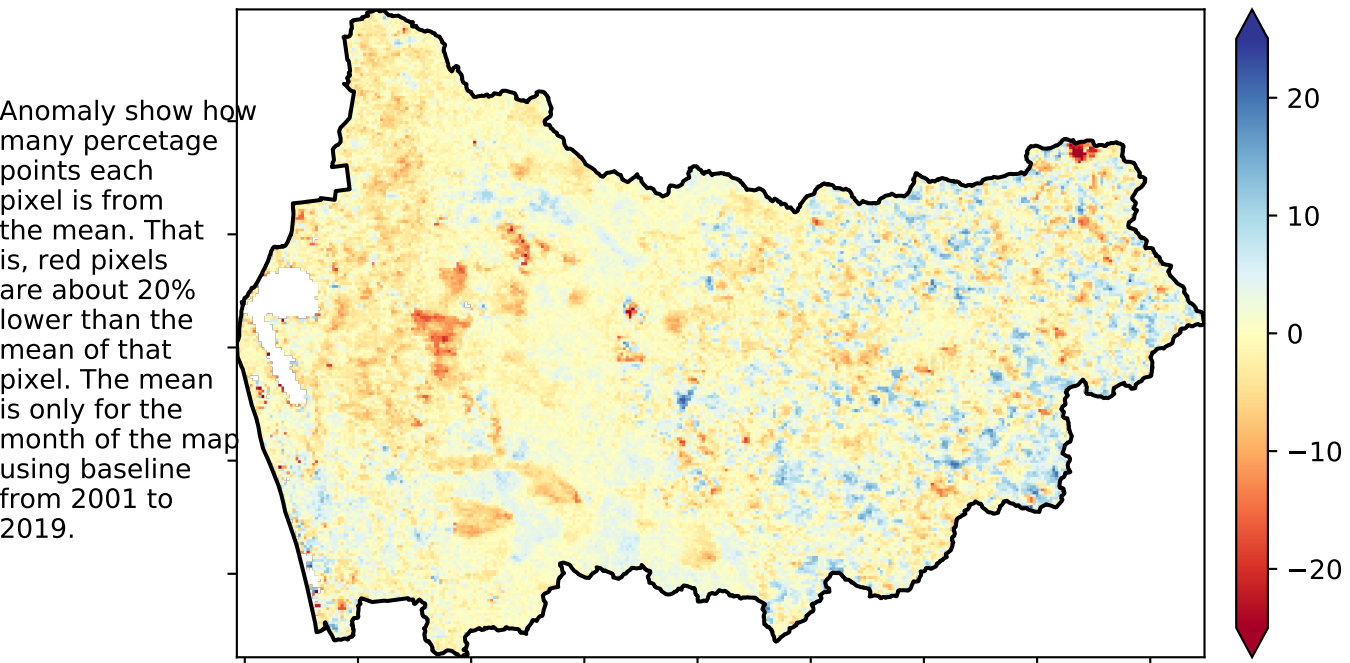 Anomaly show how
many percetage
points each
pixel is from
the mean. That
is, red pixels
are about 20%
lower than the
mean of that
pixel. The mean
is only for the
month of the map
using baseline
from 2001 to
2019.
20
10
0
−10
−20